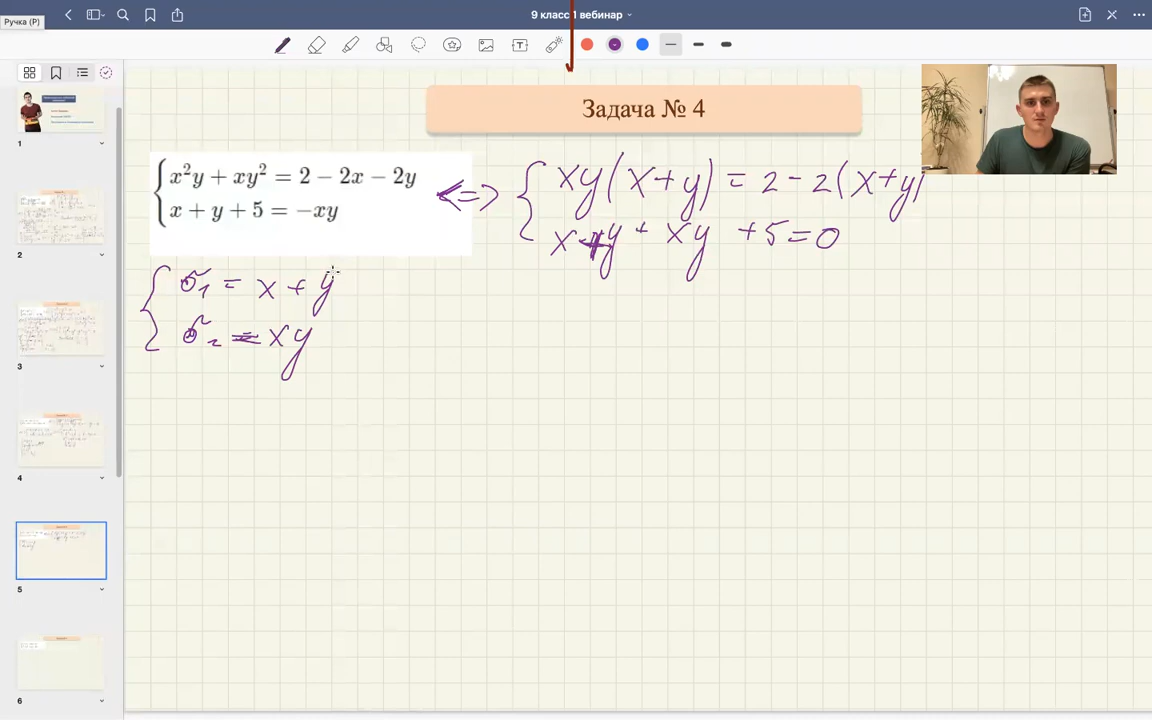 9 класс 1 вебинар
Ручка (P)
Задача № 4
x²y + xy² = 2 − 2x − 2y
x + y + 5 = −xy
<=>
xy(x+y) = 2 - 2(x+y)
x+y + xy +5=0
σ₁ = x + y
σ₂ = xy
1
2
3
4
5
6